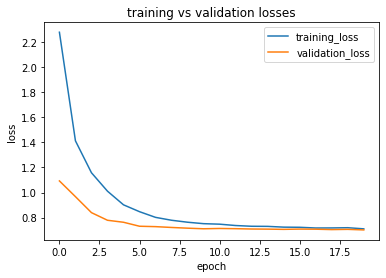 training vs validation losses
training_loss
validation_loss
2.2
2.0
1.8
1.6
1.4
1.2
1.0
0.8
loss
0.0 2.5 5.0 7.5 10.0 12.5 15.0 17.5
epoch